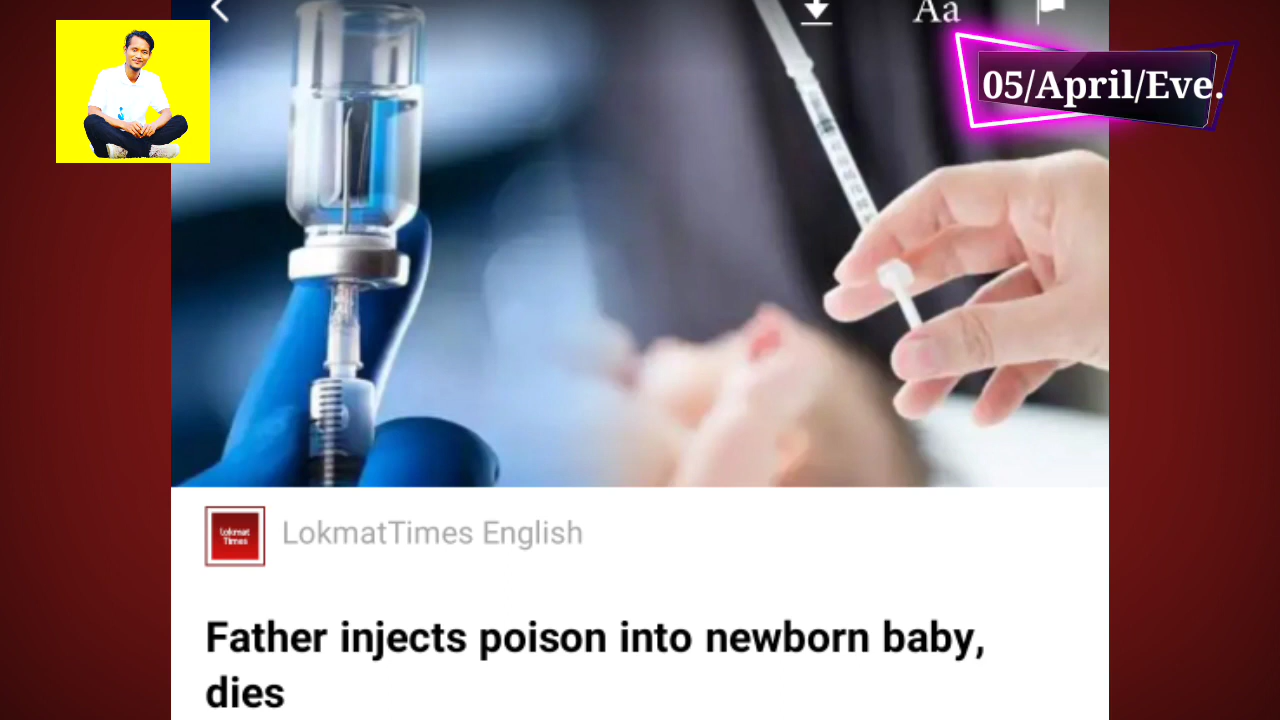 Aa
05/April/Eve.
Lokmat
Times
LokmatTimes English
Father injects poison into newborn baby,
dies